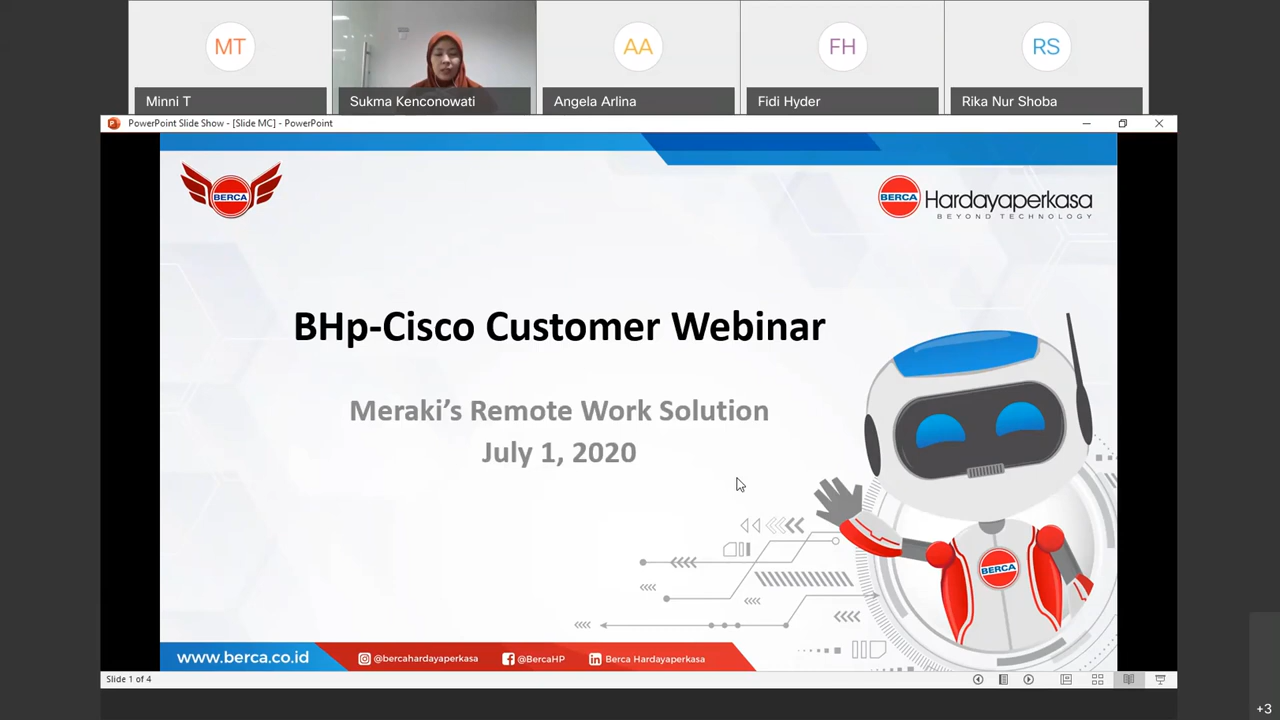 MT
AA
FH
RS
Minni T
Sukma Kenconowati
Angela Arlina
Fidi Hyder
Rika Nur Shoba
PowerPoint Slide Show - [Slide MC] - PowerPoint
BERCA
BERCA Hardayaperkasa
BEYOND TECHNOLOGY
BHp-Cisco Customer Webinar
Meraki’s Remote Work Solution
July 1, 2020
BERCA
www.berca.co.id
@bercahardayaperkasa
@BercaHP
Berca Hardayaperkasa
Slide 1 of 4
+3